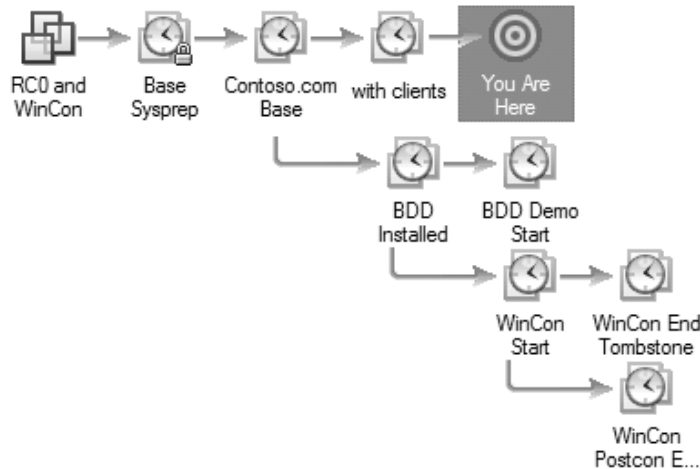 RC0 and
WinCon
Base
Sysprep
Contoso.com
Base
with clients
You Are
Here
BDD
Installed
BDD Demo
Start
WinCon
Start
WinCon End
Tombstone
WinCon
Postcon E...